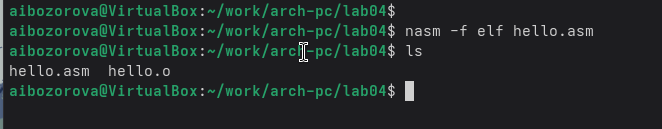 aibozorova@VirtualBox:~/work/arch-pc/lab04$
aibozorova@VirtualBox:~/work/arch-pc/lab04$ nasm -f elf hello.asm
aibozorova@VirtualBox:~/work/arch-pc/lab04$ ls
hello.asm  hello.o
aibozorova@VirtualBox:~/work/arch-pc/lab04$